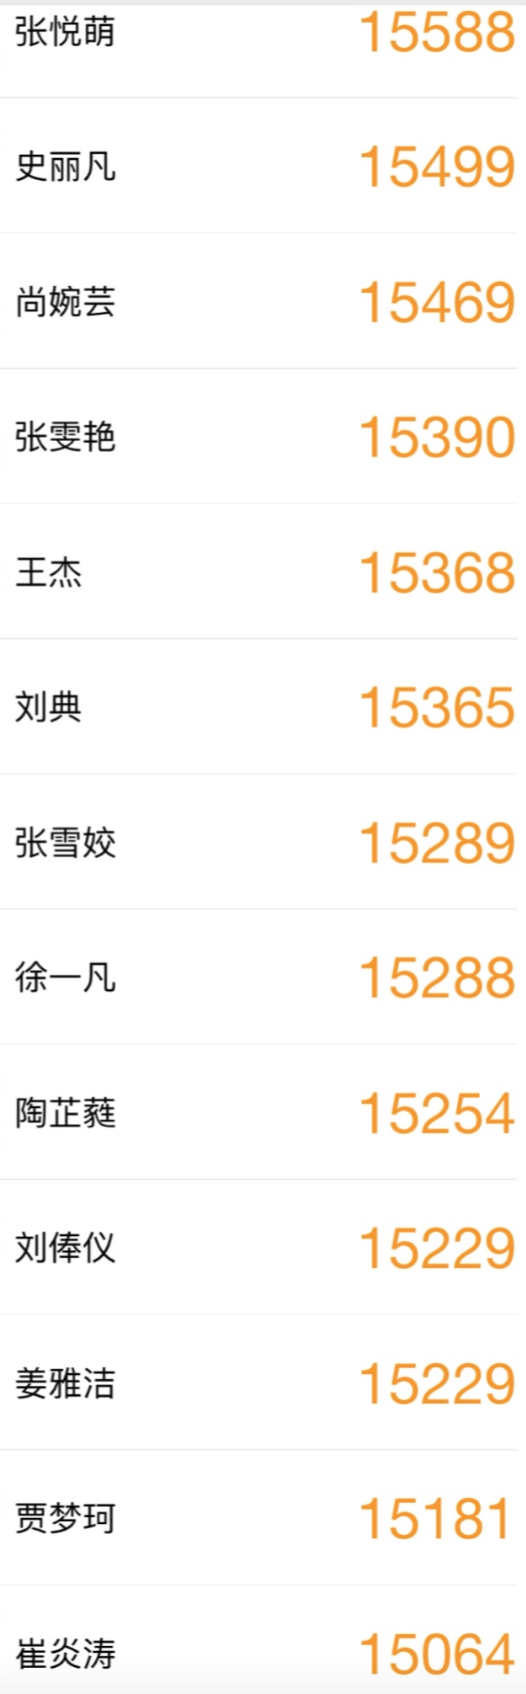 张悦萌 15588
史丽凡 15499
尚婉芸 15469
张雯艳 15390
王杰 15368
刘典 15365
张雪姣 15289
徐一凡 15288
陶芷蕤 15254
刘俸仪 15229
姜雅洁 15229
贾梦珂 15181
崔炎涛 15064